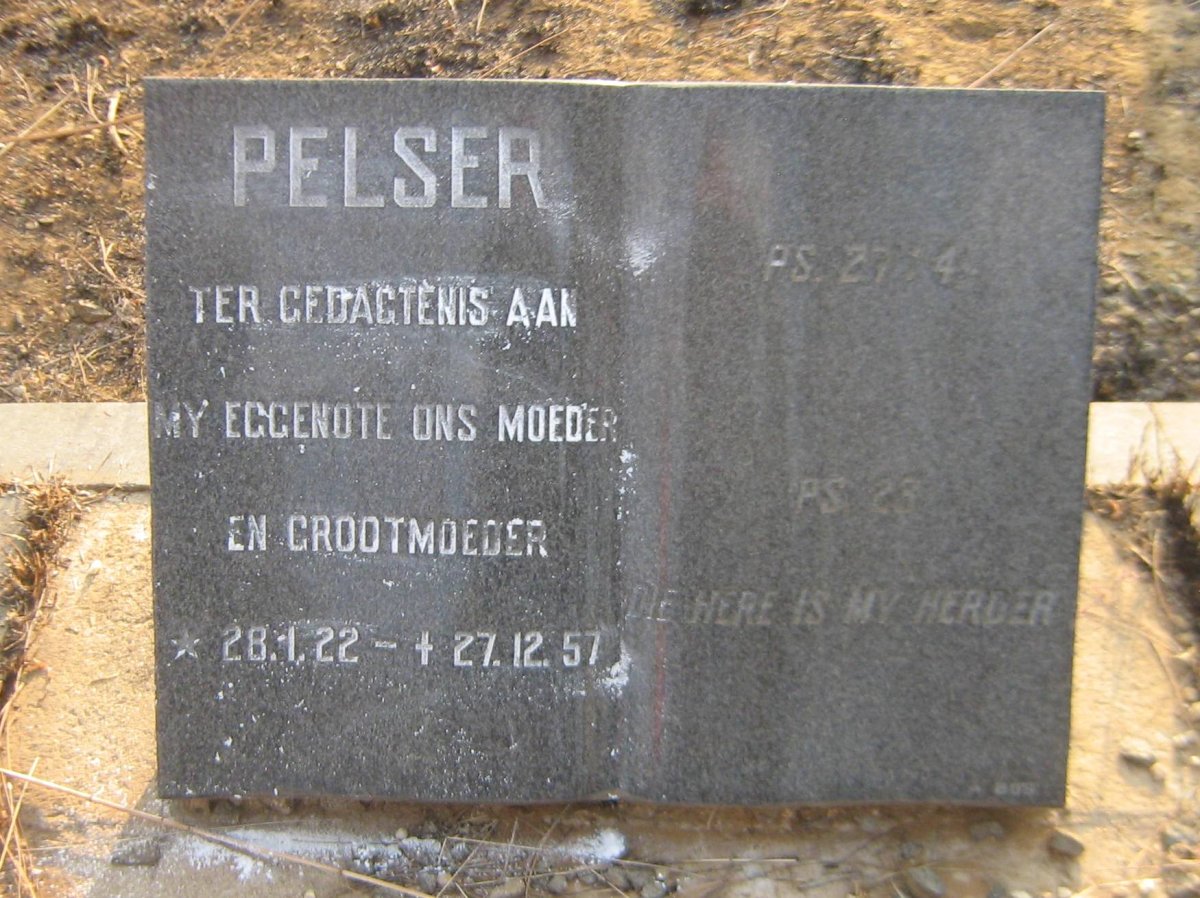 PELSER
TER GEDAGTENIS AAN
MY EGGENOTE ONS MOEDER
EN GROOTMOEDER
* 28.1.22 – + 27.12.57
PS. 27 : 4
PS. 23
DIE HERE IS MY HERDER